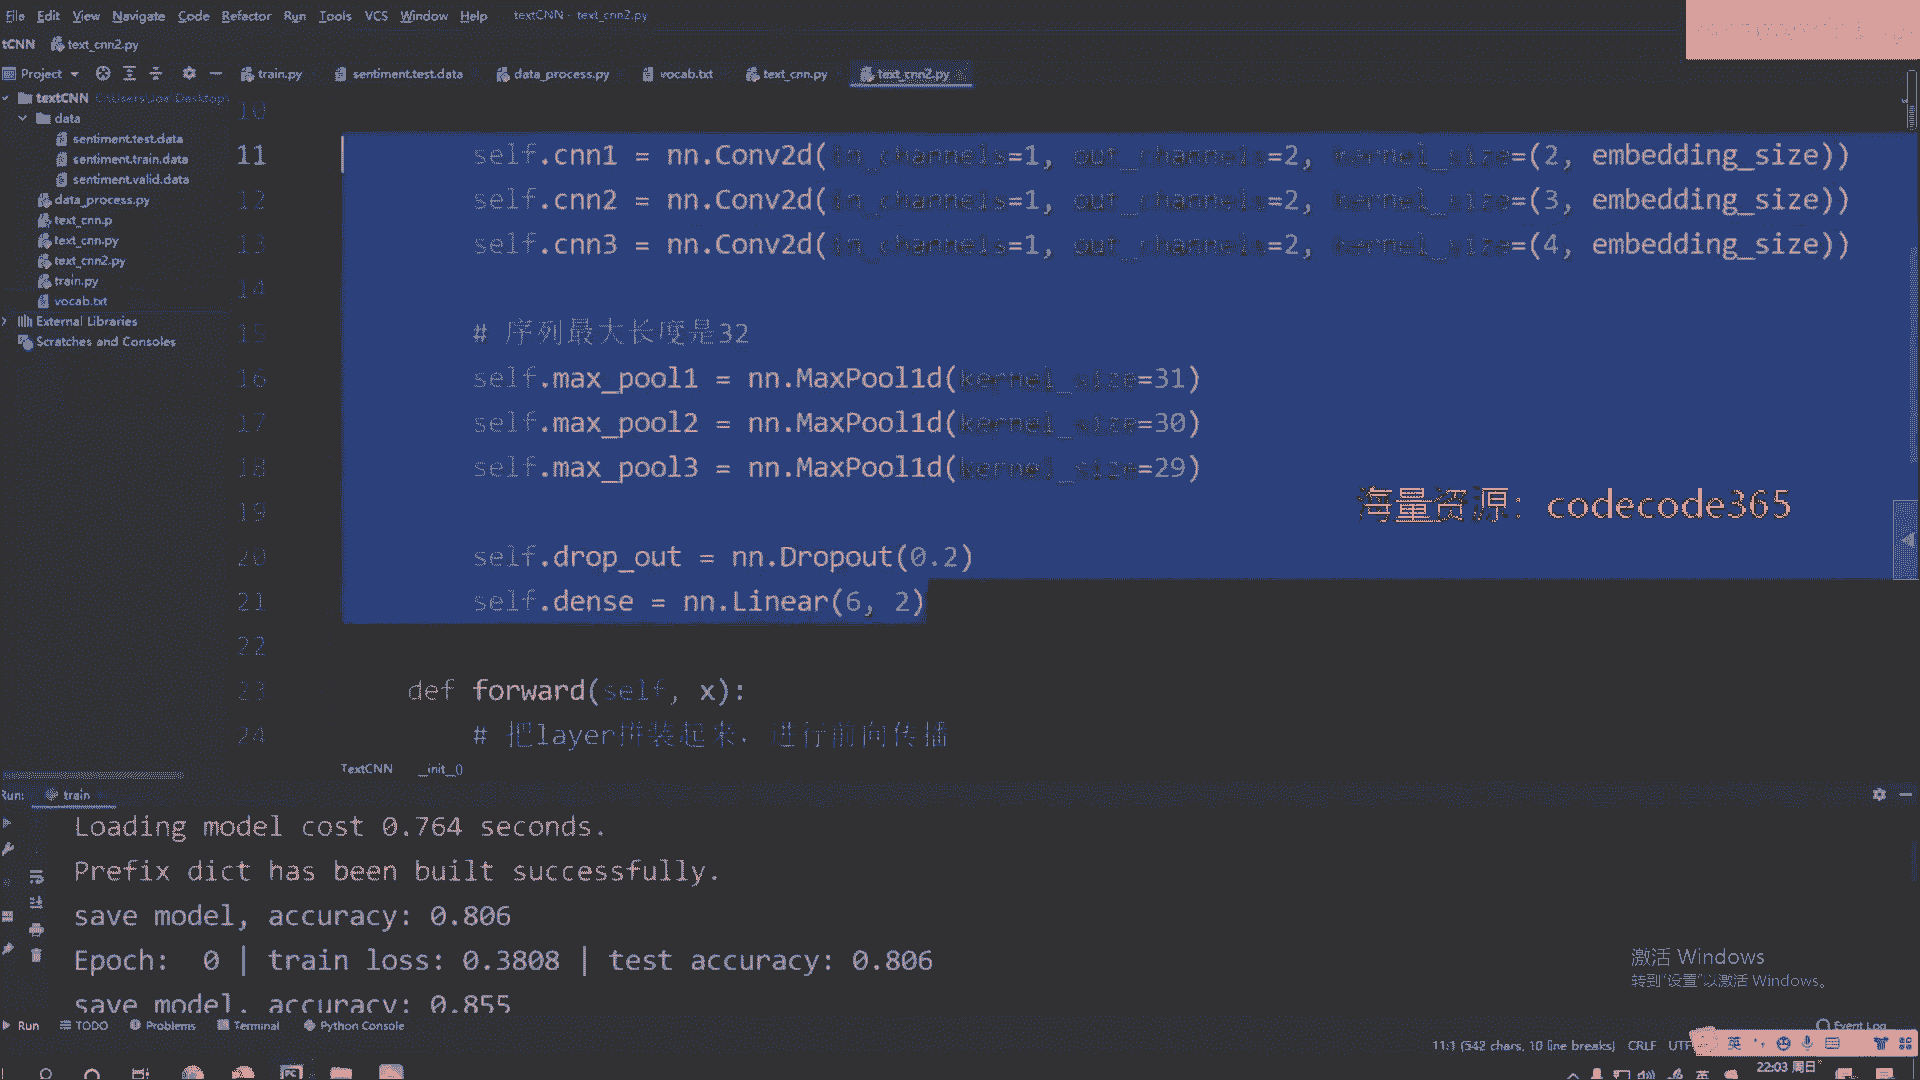 File Edit View Navigate Code Refactor Run Tools VCS Window Help textCNN - text_cnn2.py
tCNN text_cnn2.py
Project train.py sentiment.test.data data_process.py vocab.txt text_cnn.py text_cnn2.py
textCNN
data
sentiment.test.data
sentiment.train.data
sentiment.valid.data
data_process.py
text_cnn.p
text_cnn.py
text_cnn2.py
train.py
vocab.txt
External Libraries
Scratches and Consoles
10
11 self.cnn1 = nn.Conv2d(in_channels=1, out_channels=2, kernel_size=(2, embedding_size))
12 self.cnn2 = nn.Conv2d(in_channels=1, out_channels=2, kernel_size=(3, embedding_size))
13 self.cnn3 = nn.Conv2d(in_channels=1, out_channels=2, kernel_size=(4, embedding_size))
14
15 # 序列最大长度是32
16 self.max_pool1 = nn.MaxPool1d(kernel_size=31)
17 self.max_pool2 = nn.MaxPool1d(kernel_size=30)
18 self.max_pool3 = nn.MaxPool1d(kernel_size=29)
19
海量资源：codecode365
20 self.drop_out = nn.Dropout(0.2)
21 self.dense = nn.Linear(6, 2)
22
23 def forward(self, x):
24 # 把layer拼装起来，进行前向传播
TextCNN __init__()
Run: train
Loading model cost 0.764 seconds.
Prefix dict has been built successfully.
save model, accuracy: 0.806
Epoch: 0 | train loss: 0.3808 | test accuracy: 0.806
save model, accuracy: 0.855
激活 Windows
转到"设置"以激活 Windows。
Run TODO Problems Terminal Python Console Event Log
11:1 (542 chars, 10 line breaks) CRLF UTF
英
22:03 周日
英